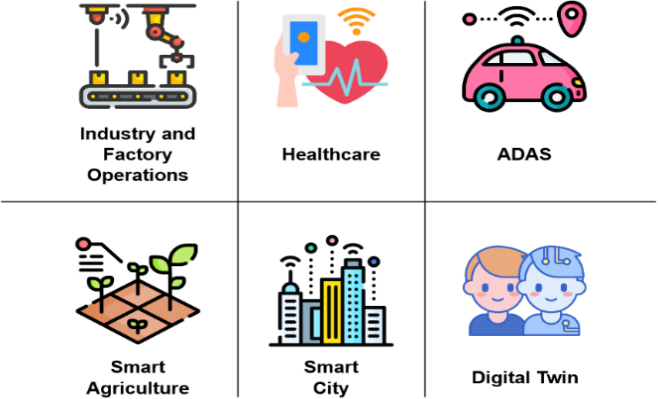 Industry and
Factory
Operations
Healthcare
ADAS
Smart
Agriculture
Smart
City
Digital Twin